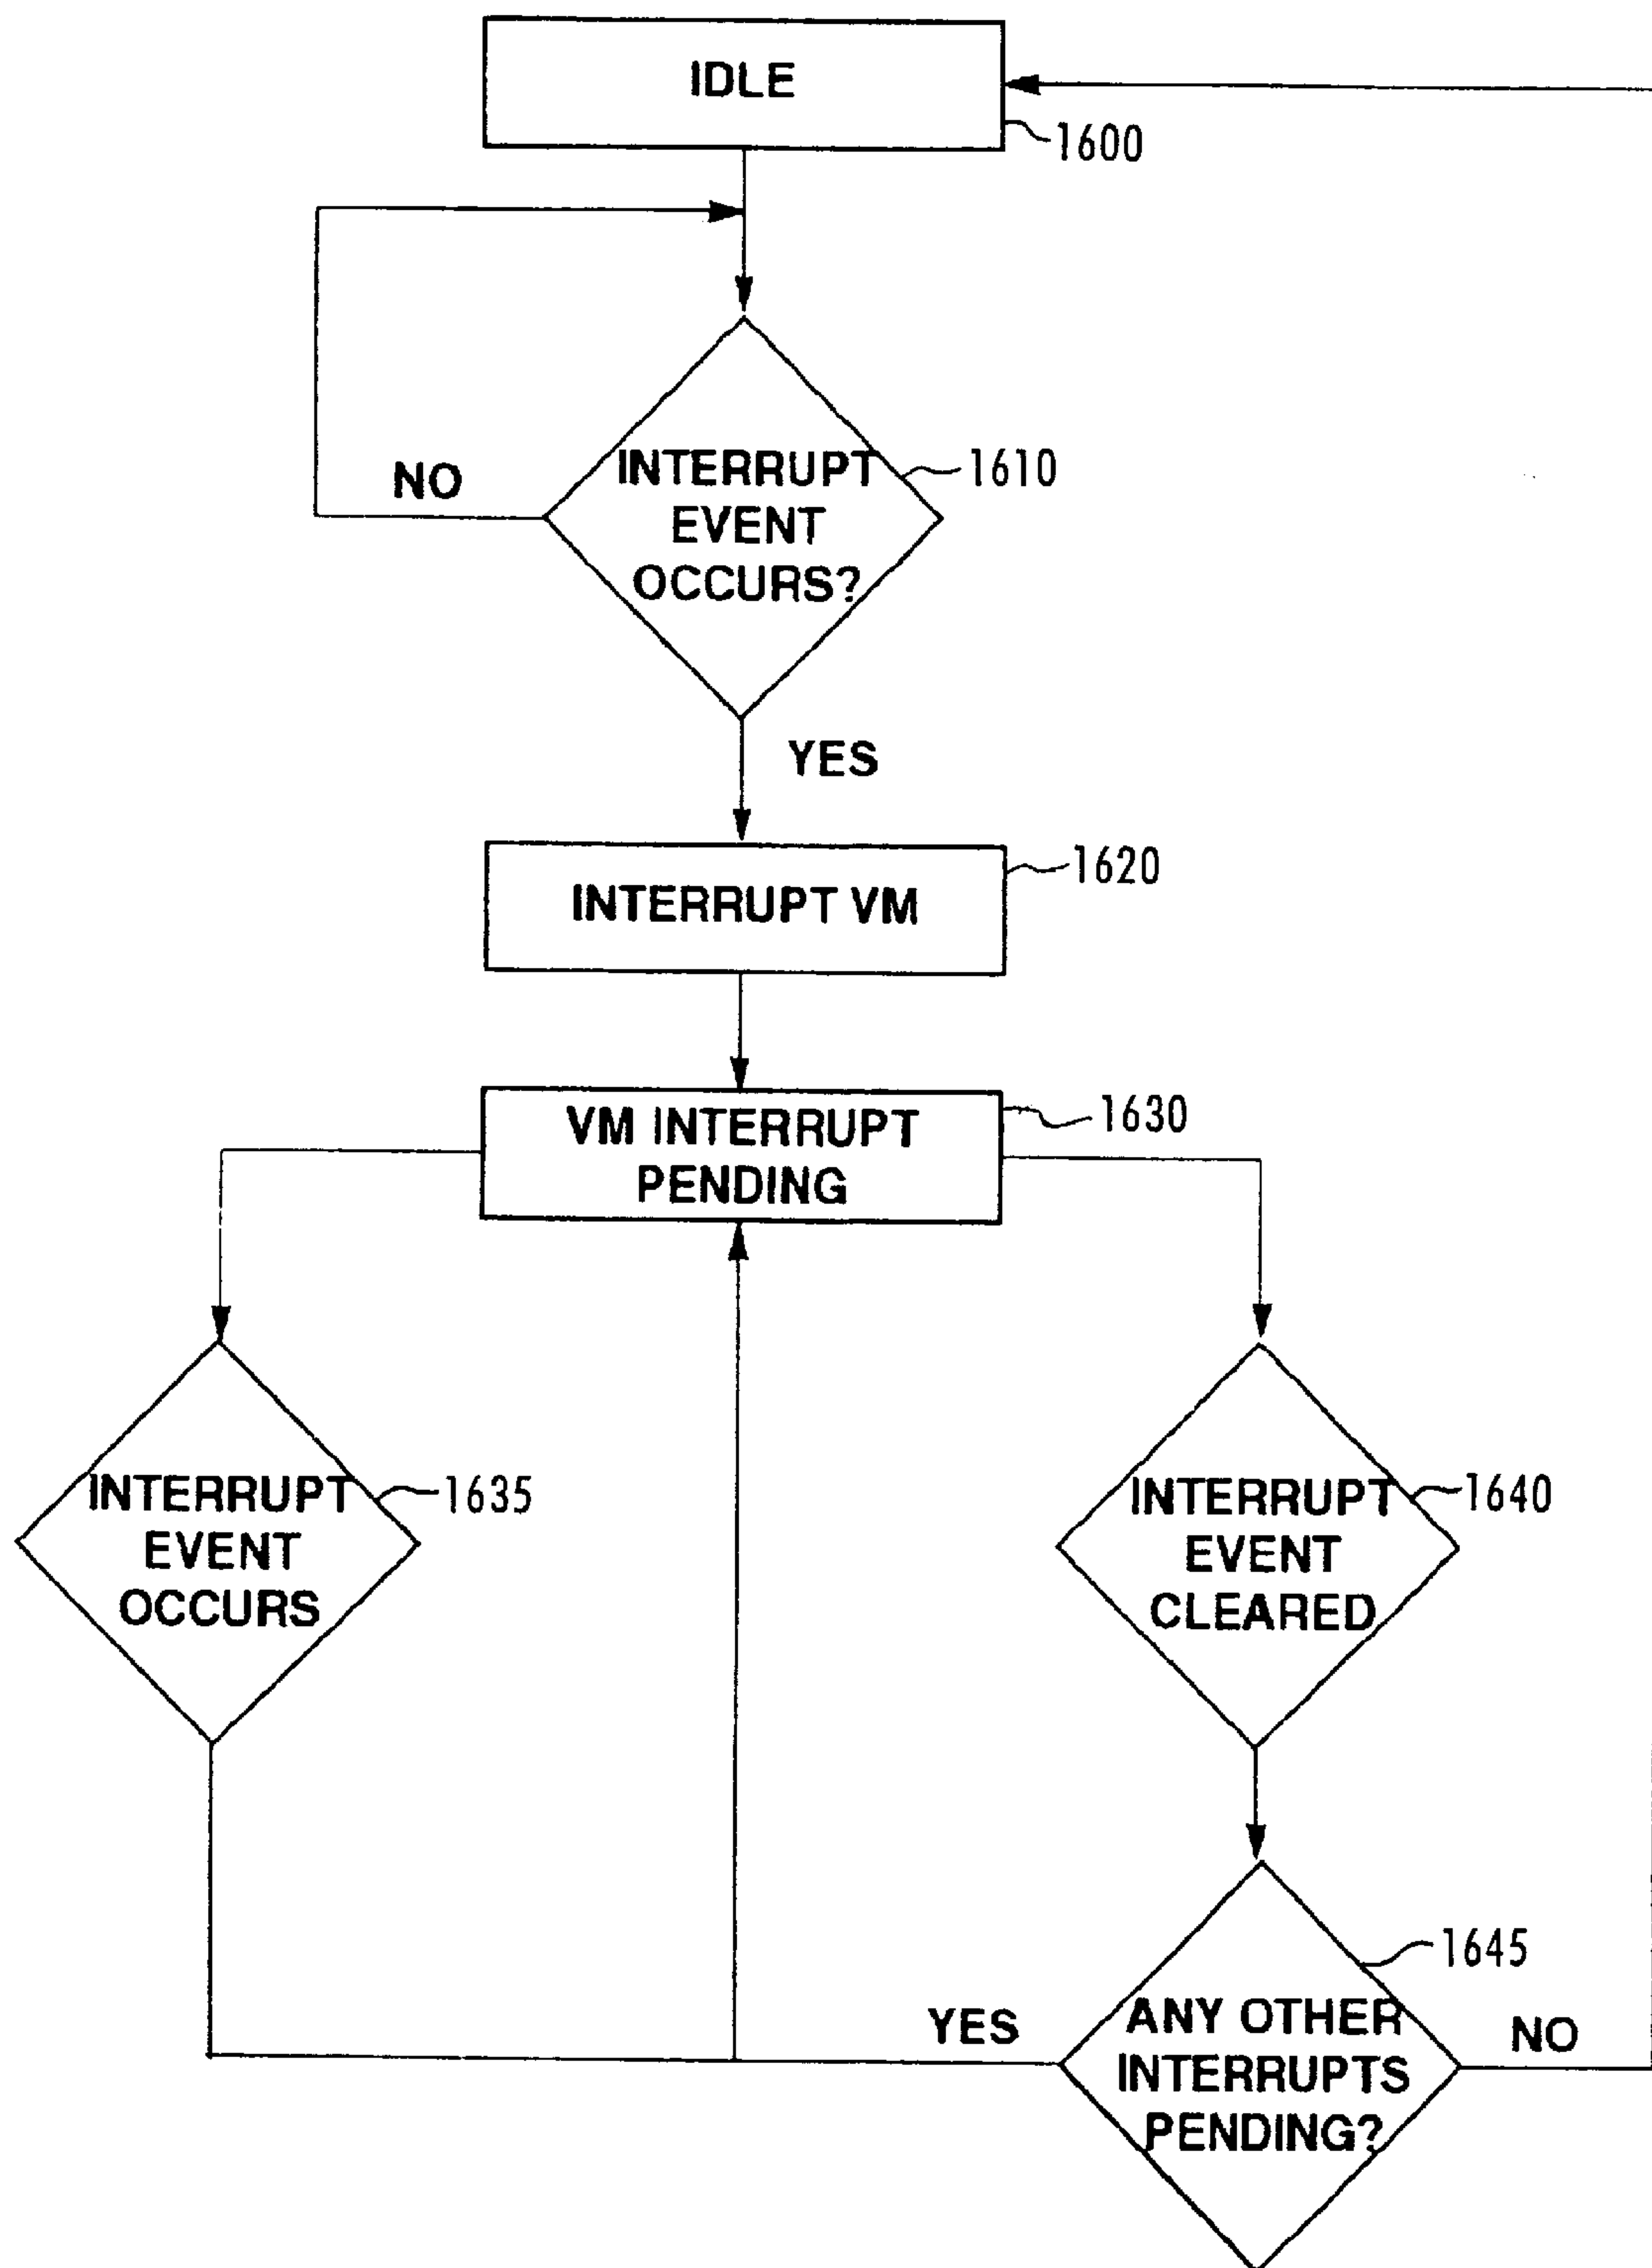 IDLE
1600
INTERRUPT
EVENT
OCCURS?
1610
NO
YES
INTERRUPT VM
1620
VM INTERRUPT
PENDING
1630
INTERRUPT
EVENT
OCCURS
1635
INTERRUPT
EVENT
CLEARED
1640
1645
YES
ANY OTHER
INTERRUPTS
PENDING?
NO